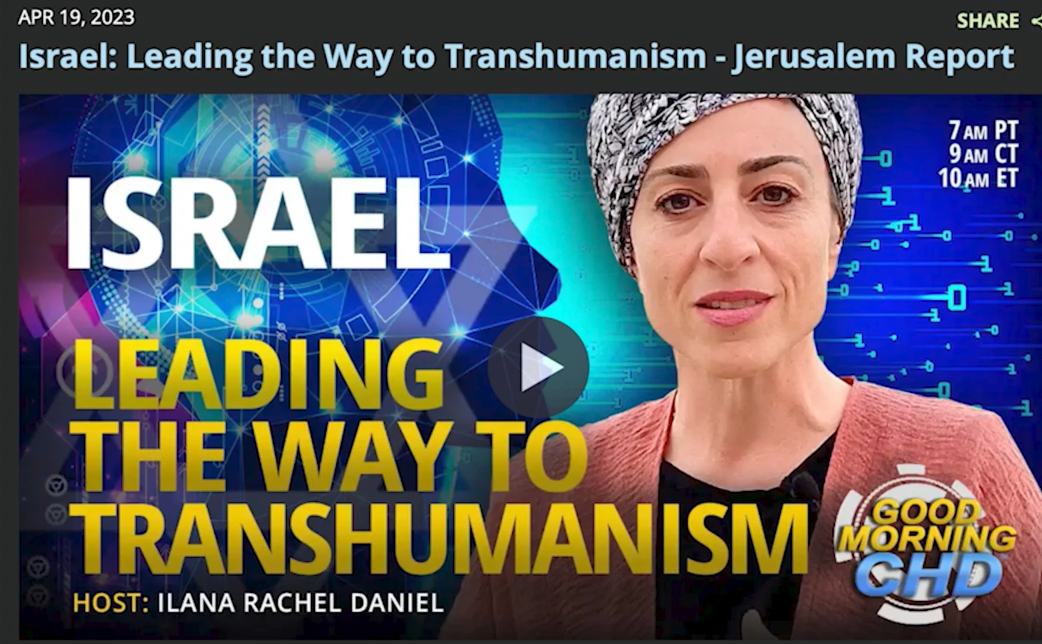 APR 19, 2023
SHARE
Israel: Leading the Way to Transhumanism - Jerusalem Report
7 AM PT
9 AM CT
10 AM ET
ISRAEL
LEADING
THE WAY TO
TRANSHUMANISM
HOST: ILANA RACHEL DANIEL
GOOD
MORNING
CHD